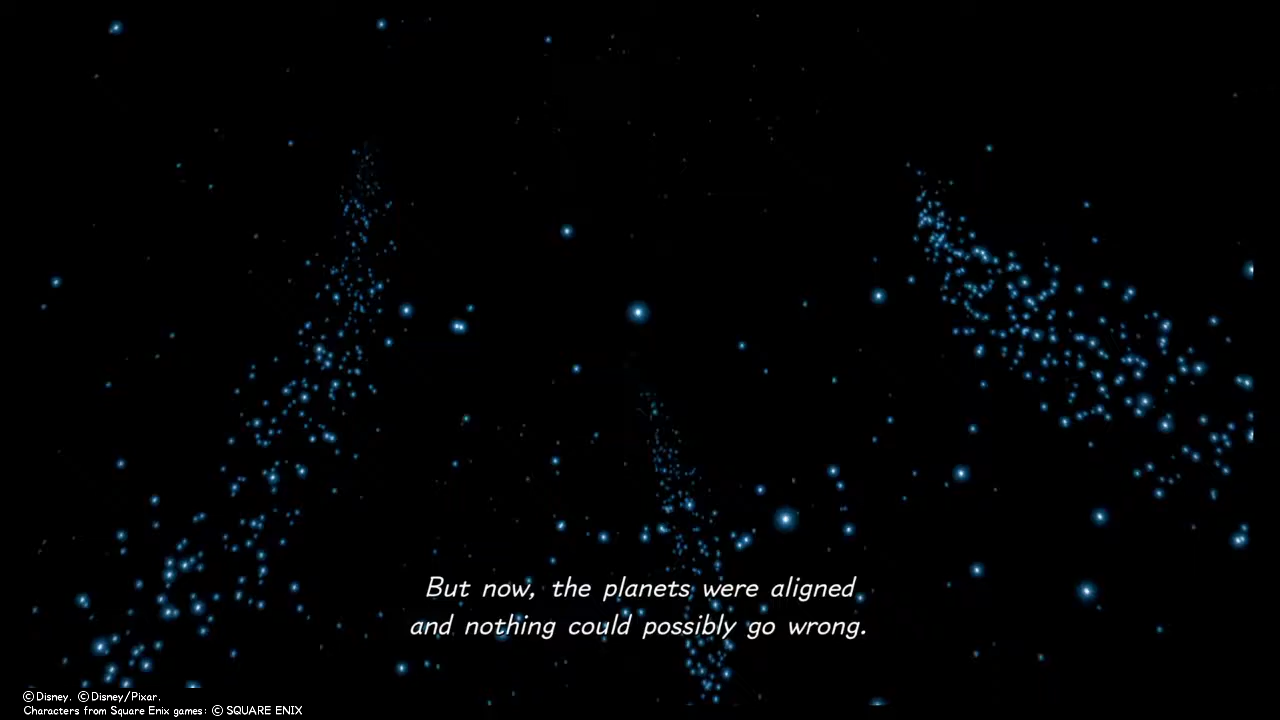 But now, the planets were aligned
and nothing could possibly go wrong.
©Disney. ©Disney/Pixar.
Characters from Square Enix games: © SQUARE ENIX